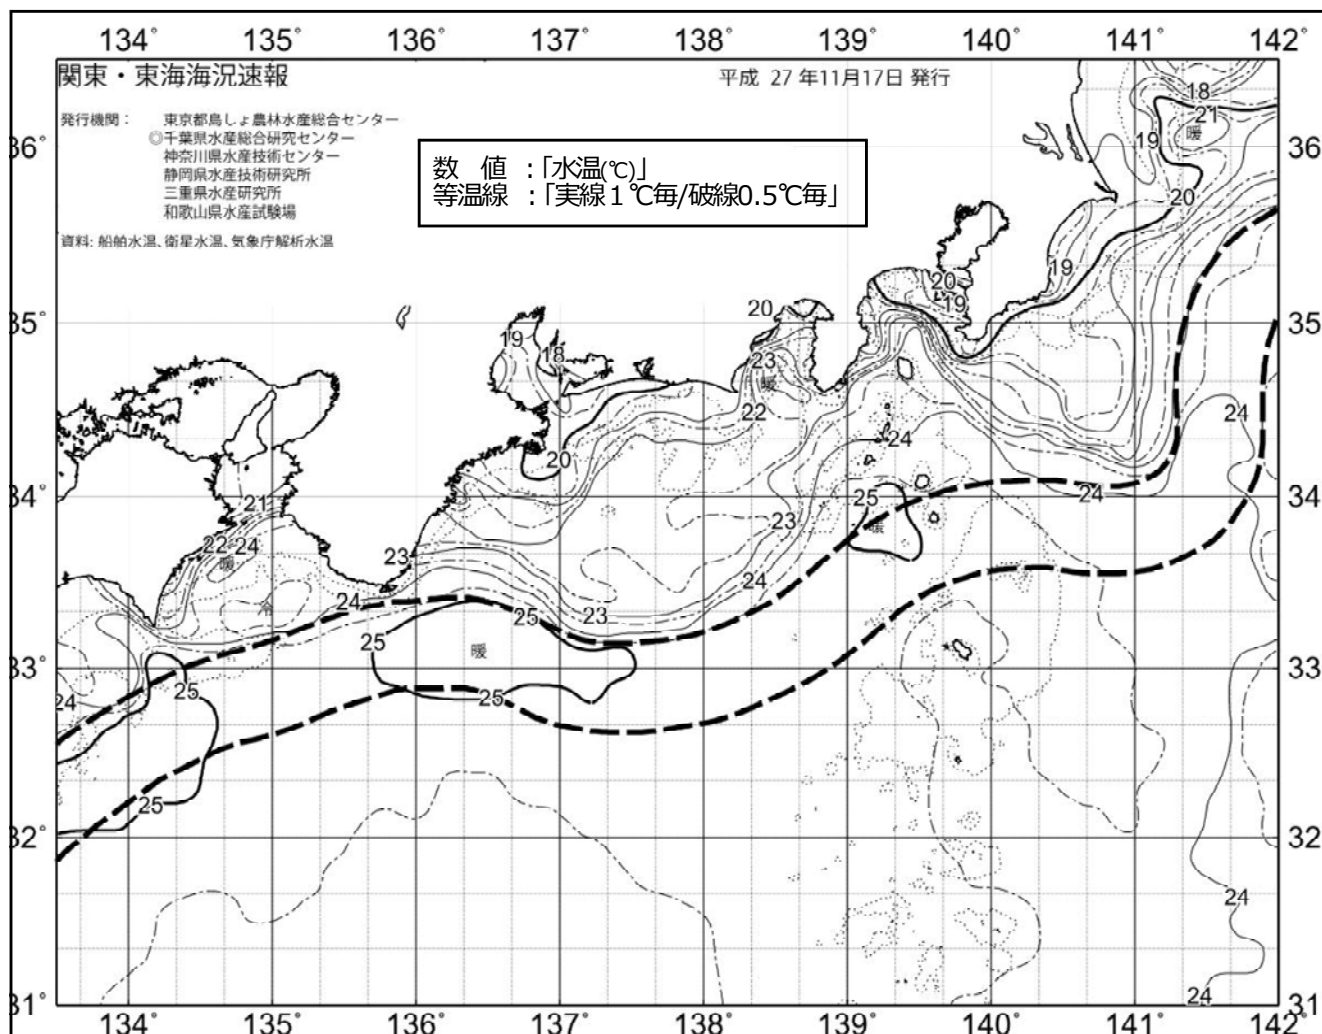 134° 136° 137° 138° 139° 140° 141° 142°
関東・東海海況速報
平成 27 年11月17日 発行
発行機関： 東京都島しょ農林水産総合センター
◎千葉県水産総合研究センター
神奈川県水産技術センター
静岡県水産技術研究所
三重県水産研究所
和歌山県水産試験場
資料: 船舶水温、衛星水温、気象庁解析水温
数 値 ：「水温(℃)」
等温線 ：「実線１℃毎/破線0.5℃毎」
18
21
暖
19
36° 36°
20
19
20
19
20
35° 35°
19
18
23
暖
22
24
24
20
34° 34°
21
25
24
23
暖
22 24
暖
23
24
冷
24
25
23
25
暖
33° 33°
24
25
25
25
32° 32°
24
24
31° 31°
134° 135° 136° 137° 138° 139° 140° 141° 142°